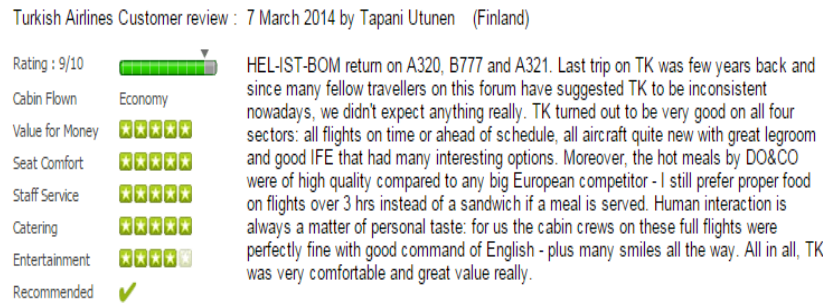 Turkish Airlines Customer review : 7 March 2014 by Tapani Utunen (Finland)
Rating : 9/10
Cabin Flown Economy
Value for Money
Seat Comfort
Staff Service
Catering
Entertainment
Recommended
HEL-IST-BOM return on A320, B777 and A321. Last trip on TK was few years back and
since many fellow travellers on this forum have suggested TK to be inconsistent
nowadays, we didn't expect anything really. TK turned out to be very good on all four
sectors: all flights on time or ahead of schedule, all aircraft quite new with great legroom
and good IFE that had many interesting options. Moreover, the hot meals by DO&CO
were of high quality compared to any big European competitor - I still prefer proper food
on flights over 3 hrs instead of a sandwich if a meal is served. Human interaction is
always a matter of personal taste: for us the cabin crews on these full flights were
perfectly fine with good command of English - plus many smiles all the way. All in all, TK
was very comfortable and great value really.